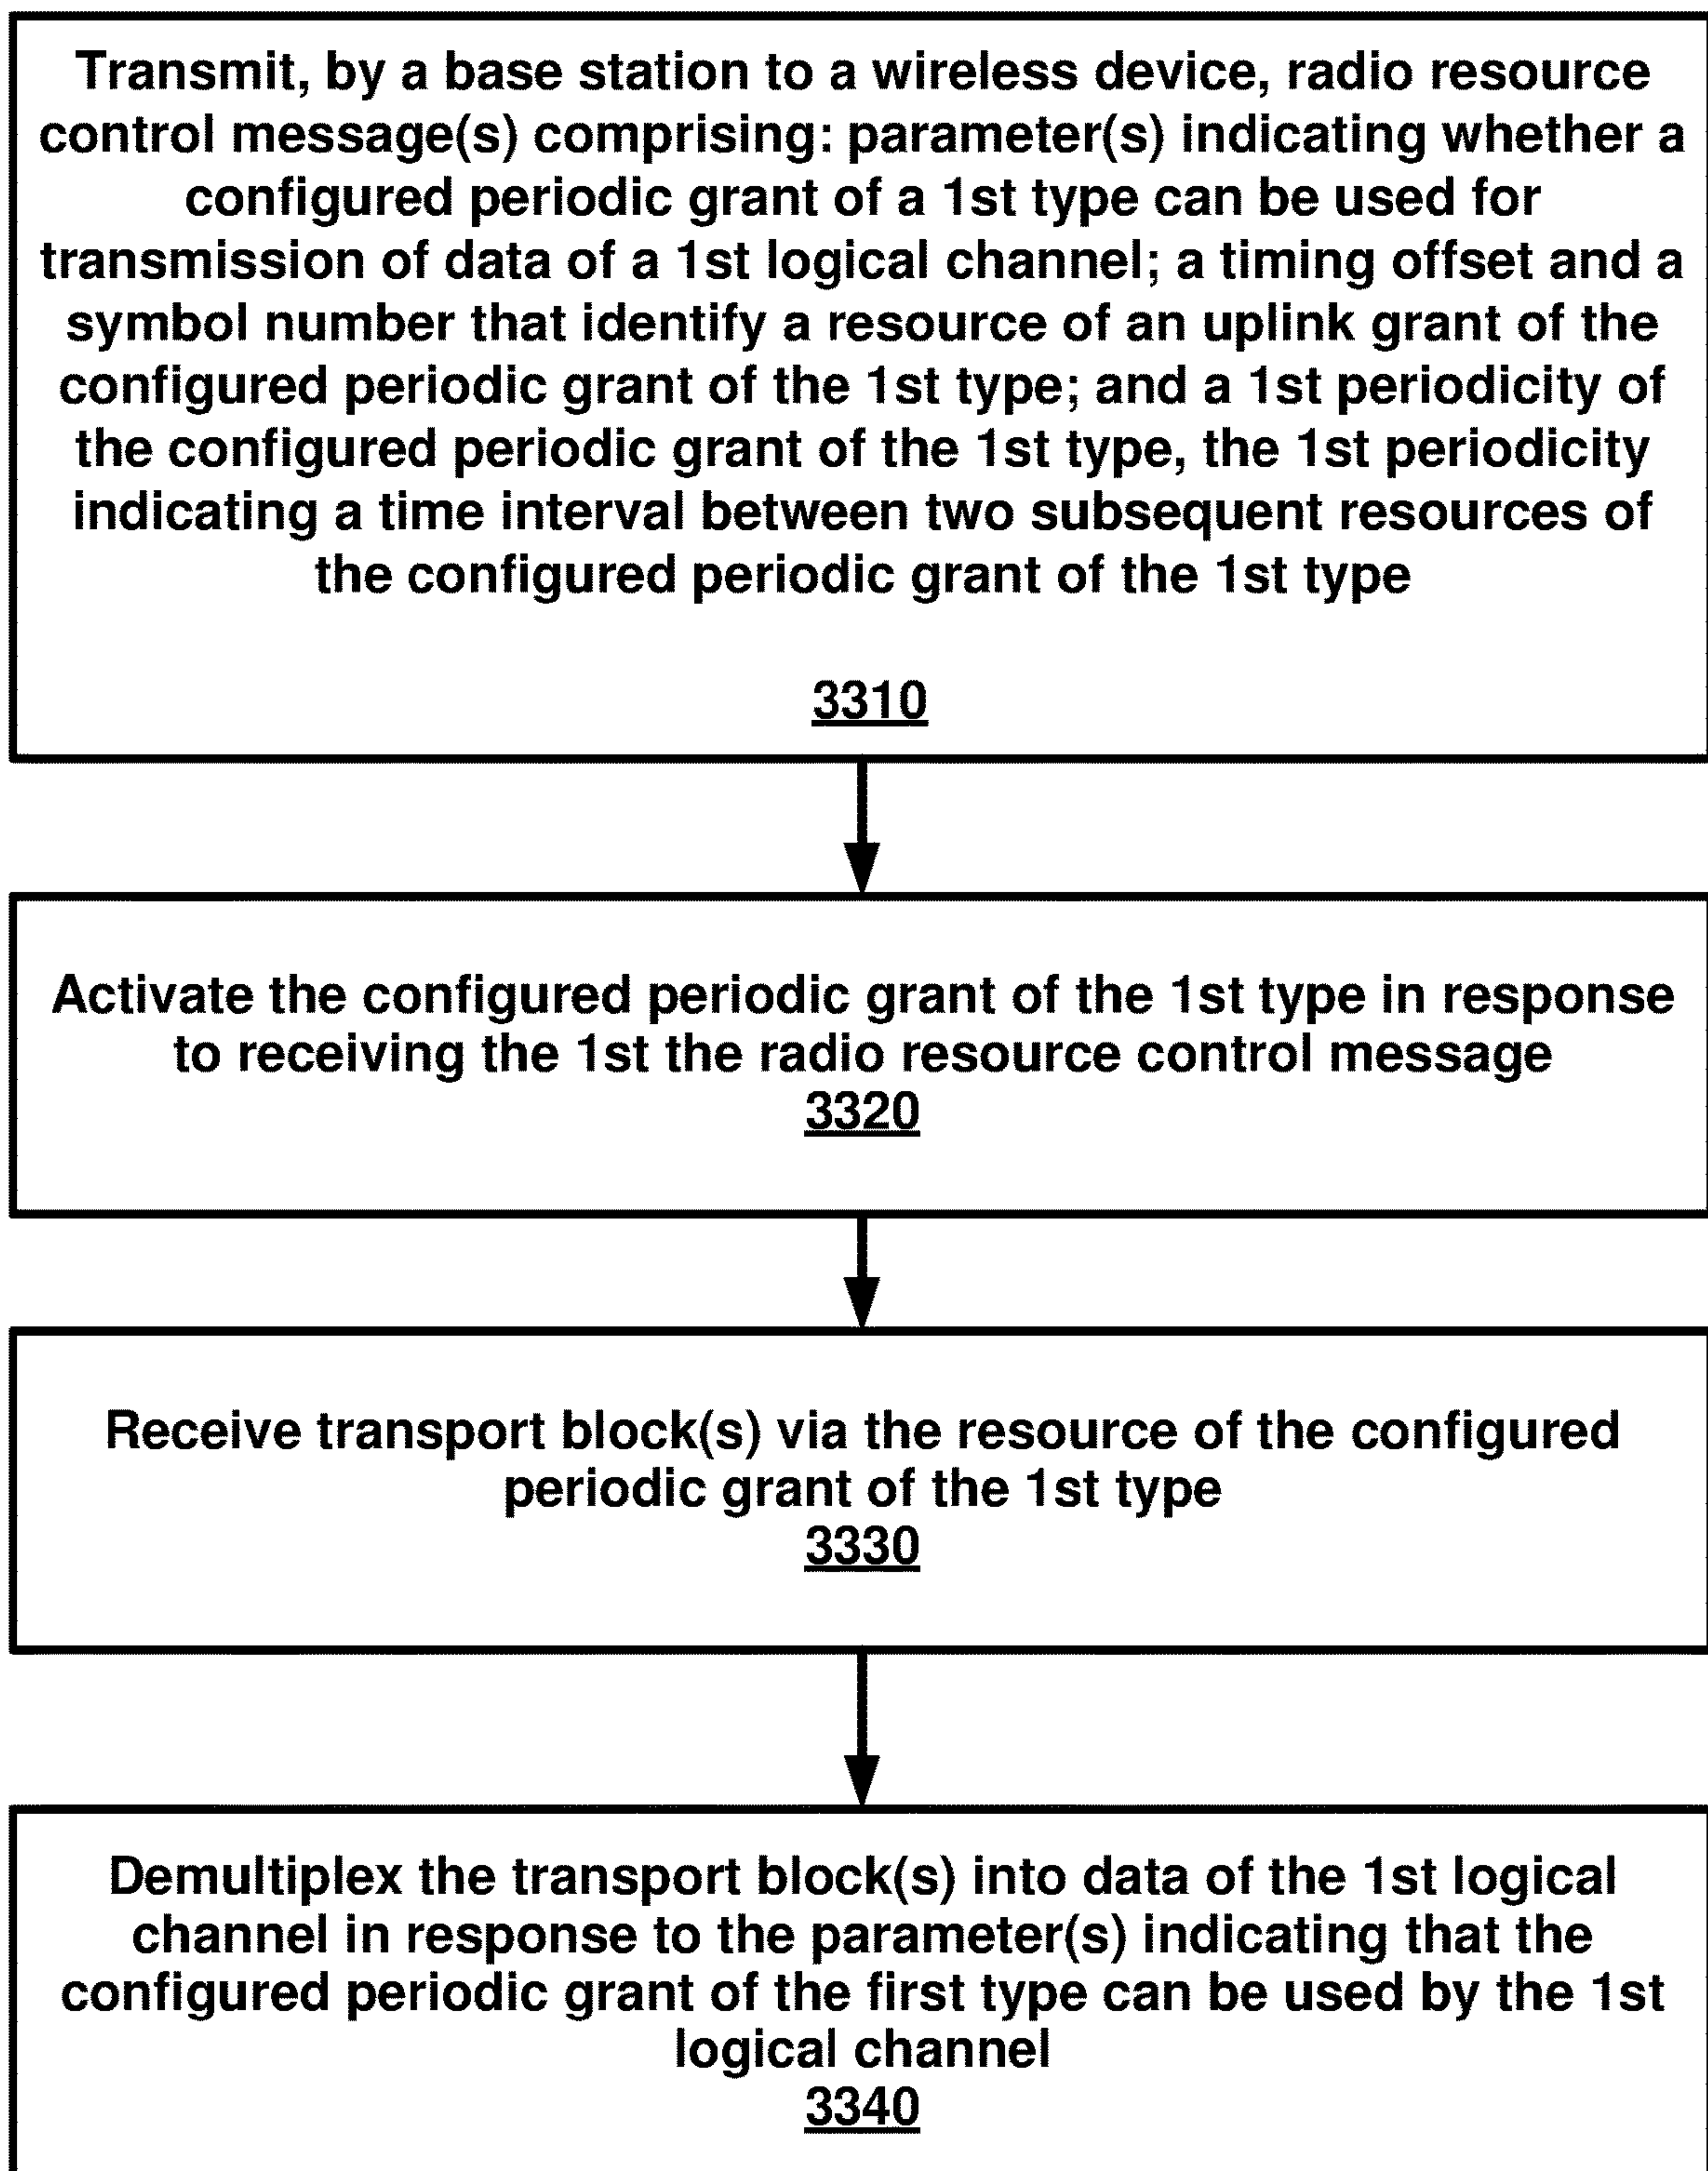 Transmit, by a base station to a wireless device, radio resource
control message(s) comprising: parameter(s) indicating whether a
configured periodic grant of a 1st type can be used for
transmission of data of a 1st logical channel; a timing offset and a
symbol number that identify a resource of an uplink grant of the
configured periodic grant of the 1st type; and a 1st periodicity of
the configured periodic grant of the 1st type, the 1st periodicity
indicating a time interval between two subsequent resources of
the configured periodic grant of the 1st type
3310
Activate the configured periodic grant of the 1st type in response
to receiving the 1st the radio resource control message
3320
Receive transport block(s) via the resource of the configured
periodic grant of the 1st type
3330
Demultiplex the transport block(s) into data of the 1st logical
channel in response to the parameter(s) indicating that the
configured periodic grant of the first type can be used by the 1st
logical channel
3340